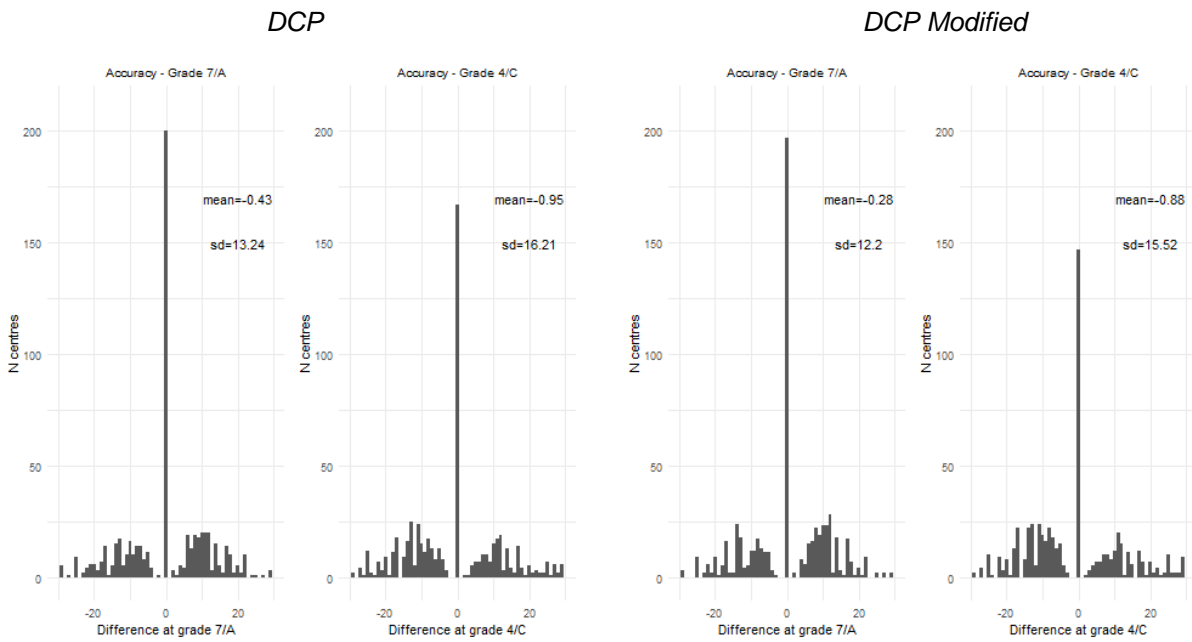 DCP
DCP Modified
Accuracy - Grade 7/A
Accuracy - Grade 4/C
Accuracy - Grade 7/A
Accuracy - Grade 4/C
N centres
200
150
100
50
0
mean=-0.43
sd=13.24
-20 0 20
Difference at grade 7/A
N centres
200
150
100
50
0
mean=-0.95
sd=16.21
-20 0 20
Difference at grade 4/C
N centres
200
150
100
50
0
mean=-0.28
sd=12.2
-20 0 20
Difference at grade 7/A
N centres
200
150
100
50
0
mean=-0.88
sd=15.52
-20 0 20
Difference at grade 4/C